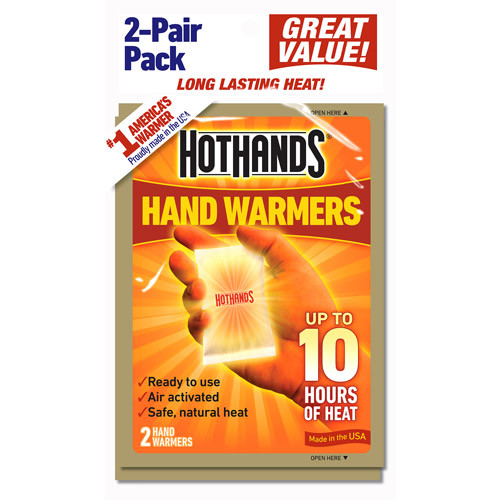 2-Pair
Pack
GREAT
VALUE!
LONG LASTING HEAT!
#1 AMERICA'S
WARMER
Proudly made in the USA
OPEN HERE ▲
HOTHANDS®
HAND WARMERS
HOTHANDS
UP TO
10
HOURS
OF HEAT
✓Ready to use
✓Air activated
✓Safe, natural heat
2 HAND
WARMERS
Made in the USA
OPEN HERE ▼